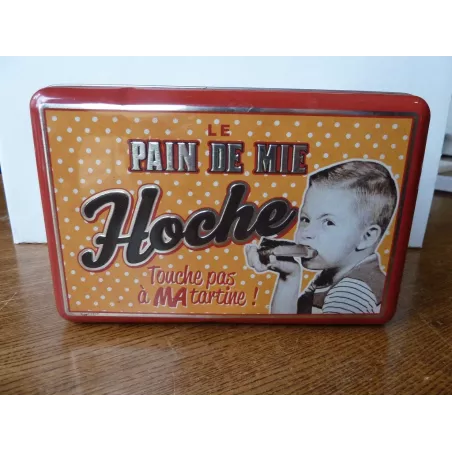 LE
PAIN DE MIE
Hoche
Touche pas
à MA tartine !